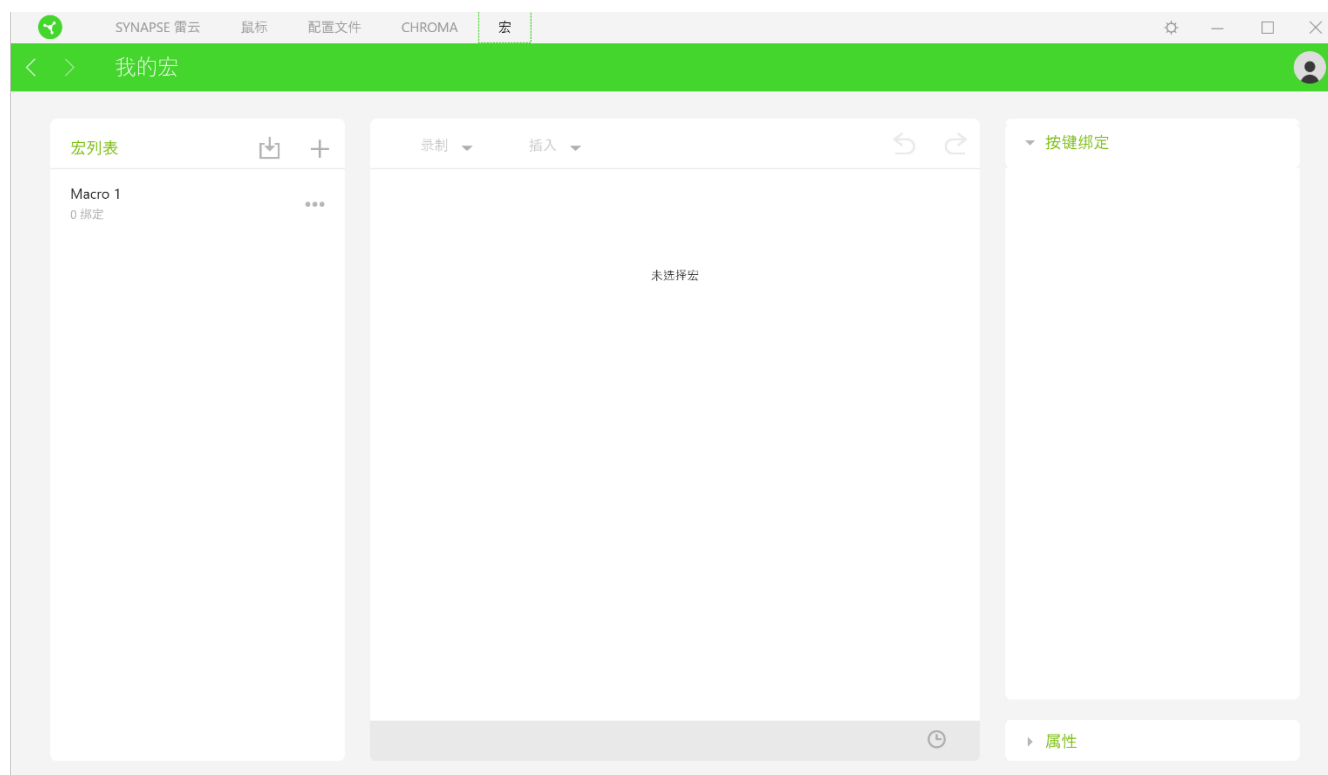 SYNAPSE 雷云 鼠标 配置文件 CHROMA 宏
我的宏
宏列表
录制 插入
按键绑定
Macro 1
0 绑定
未选择宏
属性